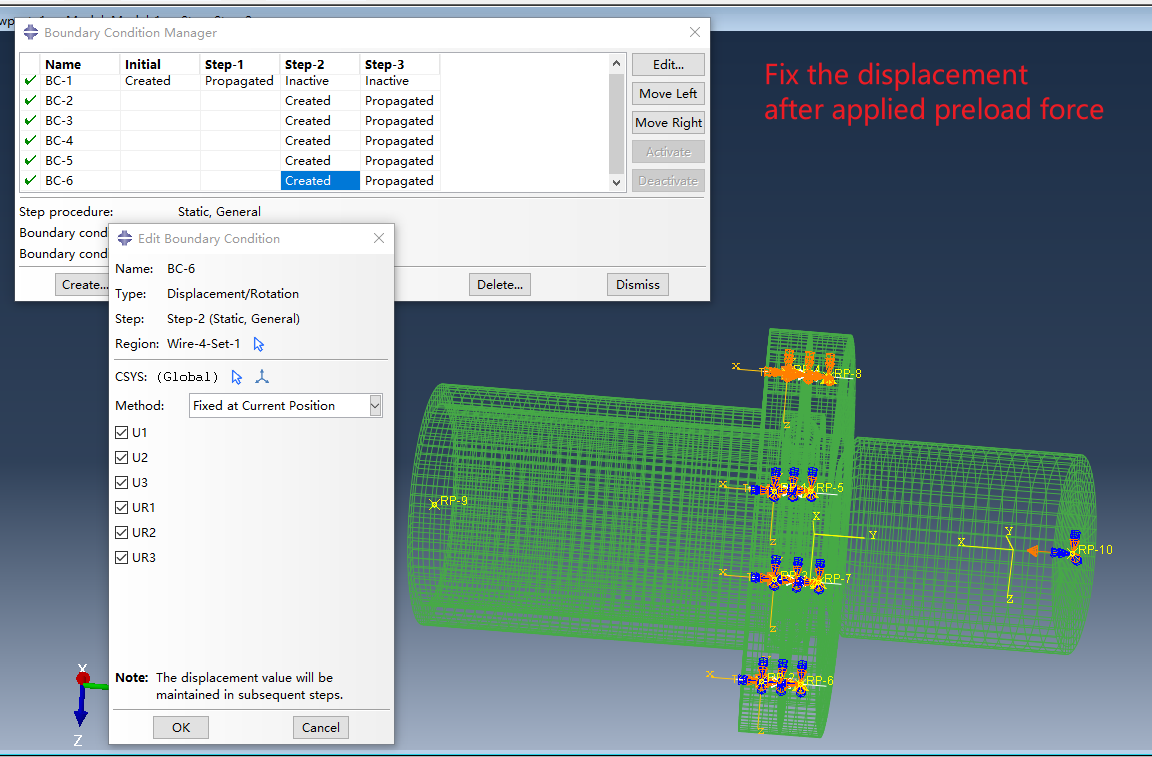 Boundary Condition Manager
Name Initial Step-1 Step-2 Step-3
BC-1 Created Propagated Inactive Inactive
BC-2 Created Propagated
BC-3 Created Propagated
BC-4 Created Propagated
BC-5 Created Propagated
BC-6 Created Propagated
Edit...
Move Left
Move Right
Activate
Deactivate
Step procedure: Static, General
Boundary cond
Boundary cond
Create... Delete... Dismiss
Edit Boundary Condition
Name: BC-6
Type: Displacement/Rotation
Step: Step-2 (Static, General)
Region: Wire-4-Set-1
CSYS: (Global)
Method: Fixed at Current Position
U1
U2
U3
UR1
UR2
UR3
Note: The displacement value will be
maintained in subsequent steps.
OK Cancel
Fix the displacement
after applied preload force
X RP-8
Z
RP-9
X RP-5
Z
X Y
X RP-7
Z
Y
X
Z
RP-10
X RP-6
Z
X
Z